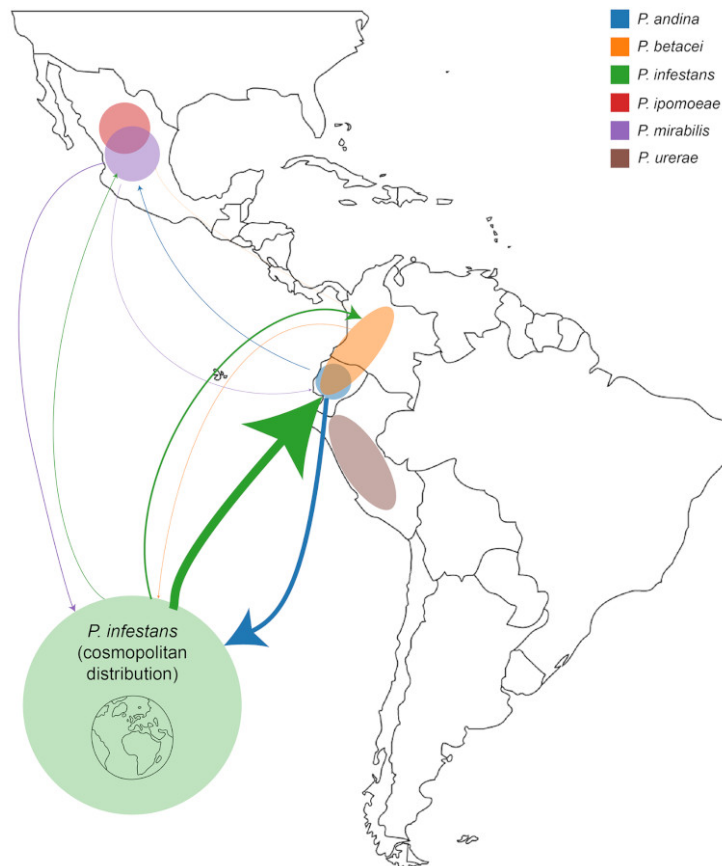 P. andina
P. betacei
P. infestans
P. ipomoeae
P. mirabilis
P. urerae
P. infestans
(cosmopolitan
distribution)